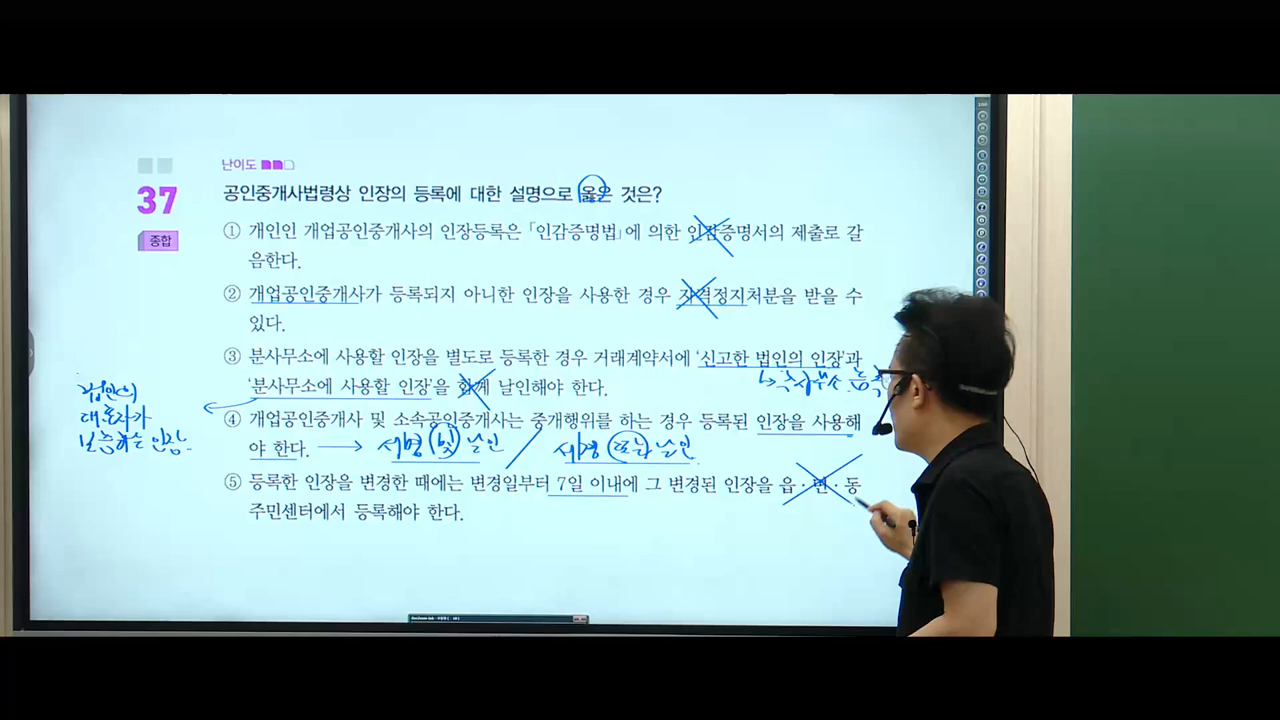 난이도
37
종합
공인중개사법령상 인장의 등록에 대한 설명으로 옳은 것은?
① 개인인 개업공인중개사의 인장등록은 「인감증명법」에 의한 인감증명서의 제출로 갈
음한다.
② 개업공인중개사가 등록되지 아니한 인장을 사용한 경우 자격정지처분을 받을 수
있다.
③ 분사무소에 사용할 인장을 별도로 등록한 경우 거래계약서에 '신고한 법인의 인장'과
'분사무소에 사용할 인장'을 함께 날인해야 한다.
↳ 주사무소 등록
법인의
대표자가
보증하는 인장
④ 개업공인중개사 및 소속공인중개사는 중개행위를 하는 경우 등록된 인장을 사용해
야 한다. → 서명 및 날인 / 서명 또는 날인
⑤ 등록한 인장을 변경한 때에는 변경일부터 7일 이내에 그 변경된 인장을 읍·면·동
주민센터에서 등록해야 한다.